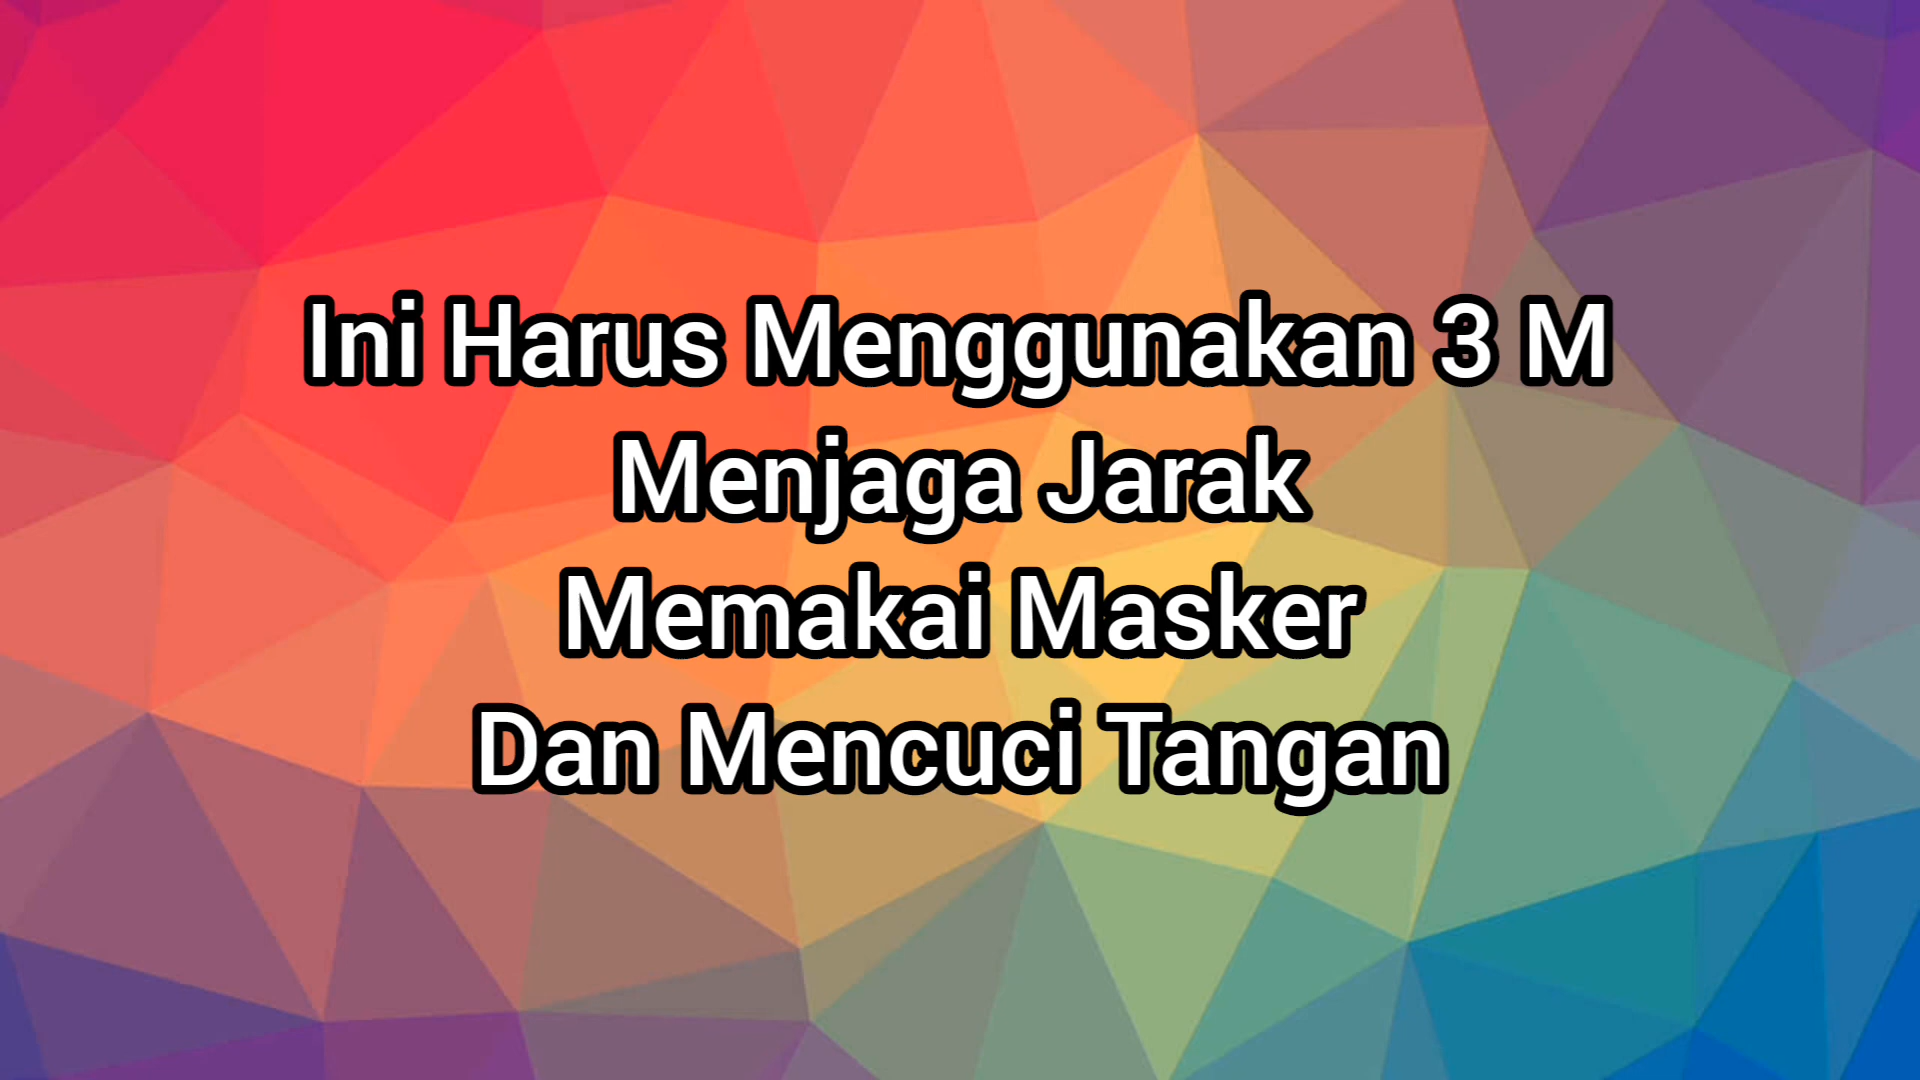 Ini Harus Menggunakan 3 M
Menjaga Jarak
Memakai Masker
Dan Mencuci Tangan